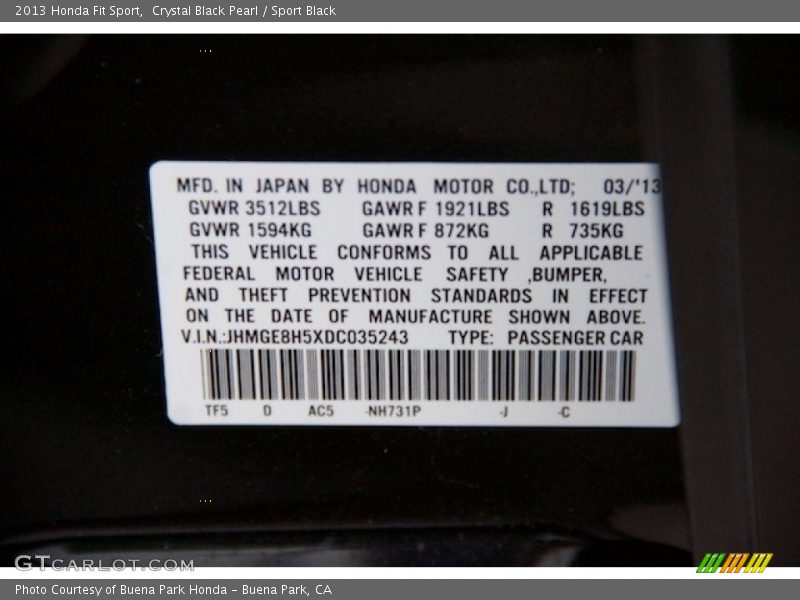 2013 Honda Fit Sport,  Crystal Black Pearl / Sport Black
MFD. IN JAPAN BY HONDA MOTOR CO.,LTD; 03/'13
GVWR 3512LBS GAWR F 1921LBS R 1619LBS
GVWR 1594KG GAWR F 872KG R 735KG
THIS VEHICLE CONFORMS TO ALL APPLICABLE
FEDERAL MOTOR VEHICLE SAFETY ,BUMPER,
AND THEFT PREVENTION STANDARDS IN EFFECT
ON THE DATE OF MANUFACTURE SHOWN ABOVE.
V.I.N.:JHMGE8H5XDC035243 TYPE: PASSENGER CAR
TF5 D AC5 -NH731P -J -C
GTCARLOT.COM
Photo Courtesy of Buena Park Honda - Buena Park, CA